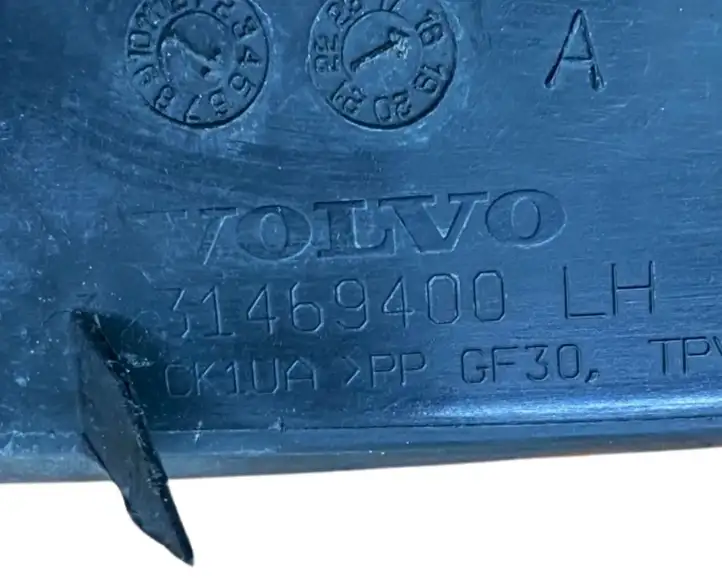 A
VOLVO
31469400 LH
CK1UA >PP GF30, TPV